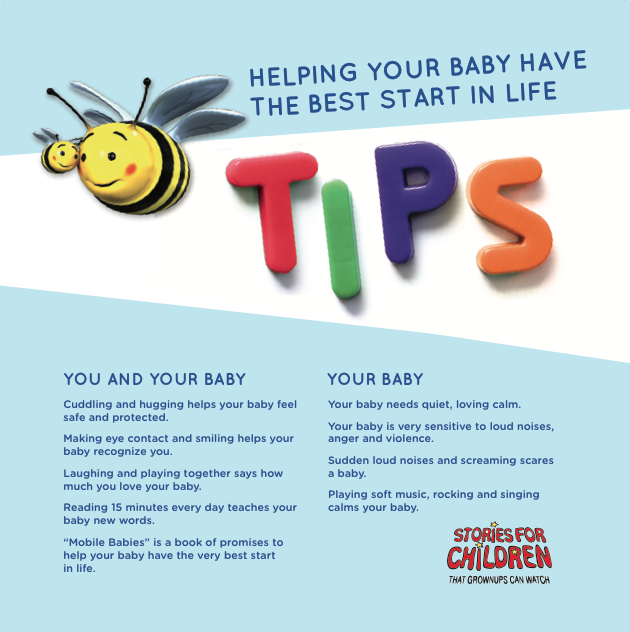 HELPING YOUR BABY HAVE
THE BEST START IN LIFE
TIPS
YOU AND YOUR BABY
Cuddling and hugging helps your baby feel
safe and protected.
Making eye contact and smiling helps your
baby recognize you.
Laughing and playing together says how
much you love your baby.
Reading 15 minutes every day teaches your
baby new words.
“Mobile Babies” is a book of promises to
help your baby have the very best start
in life.
YOUR BABY
Your baby needs quiet, loving calm.
Your baby is very sensitive to loud noises,
anger and violence.
Sudden loud noises and screaming scares
a baby.
Playing soft music, rocking and singing
calms your baby.
STORIES FOR
CHILDREN
THAT GROWNUPS CAN WATCH